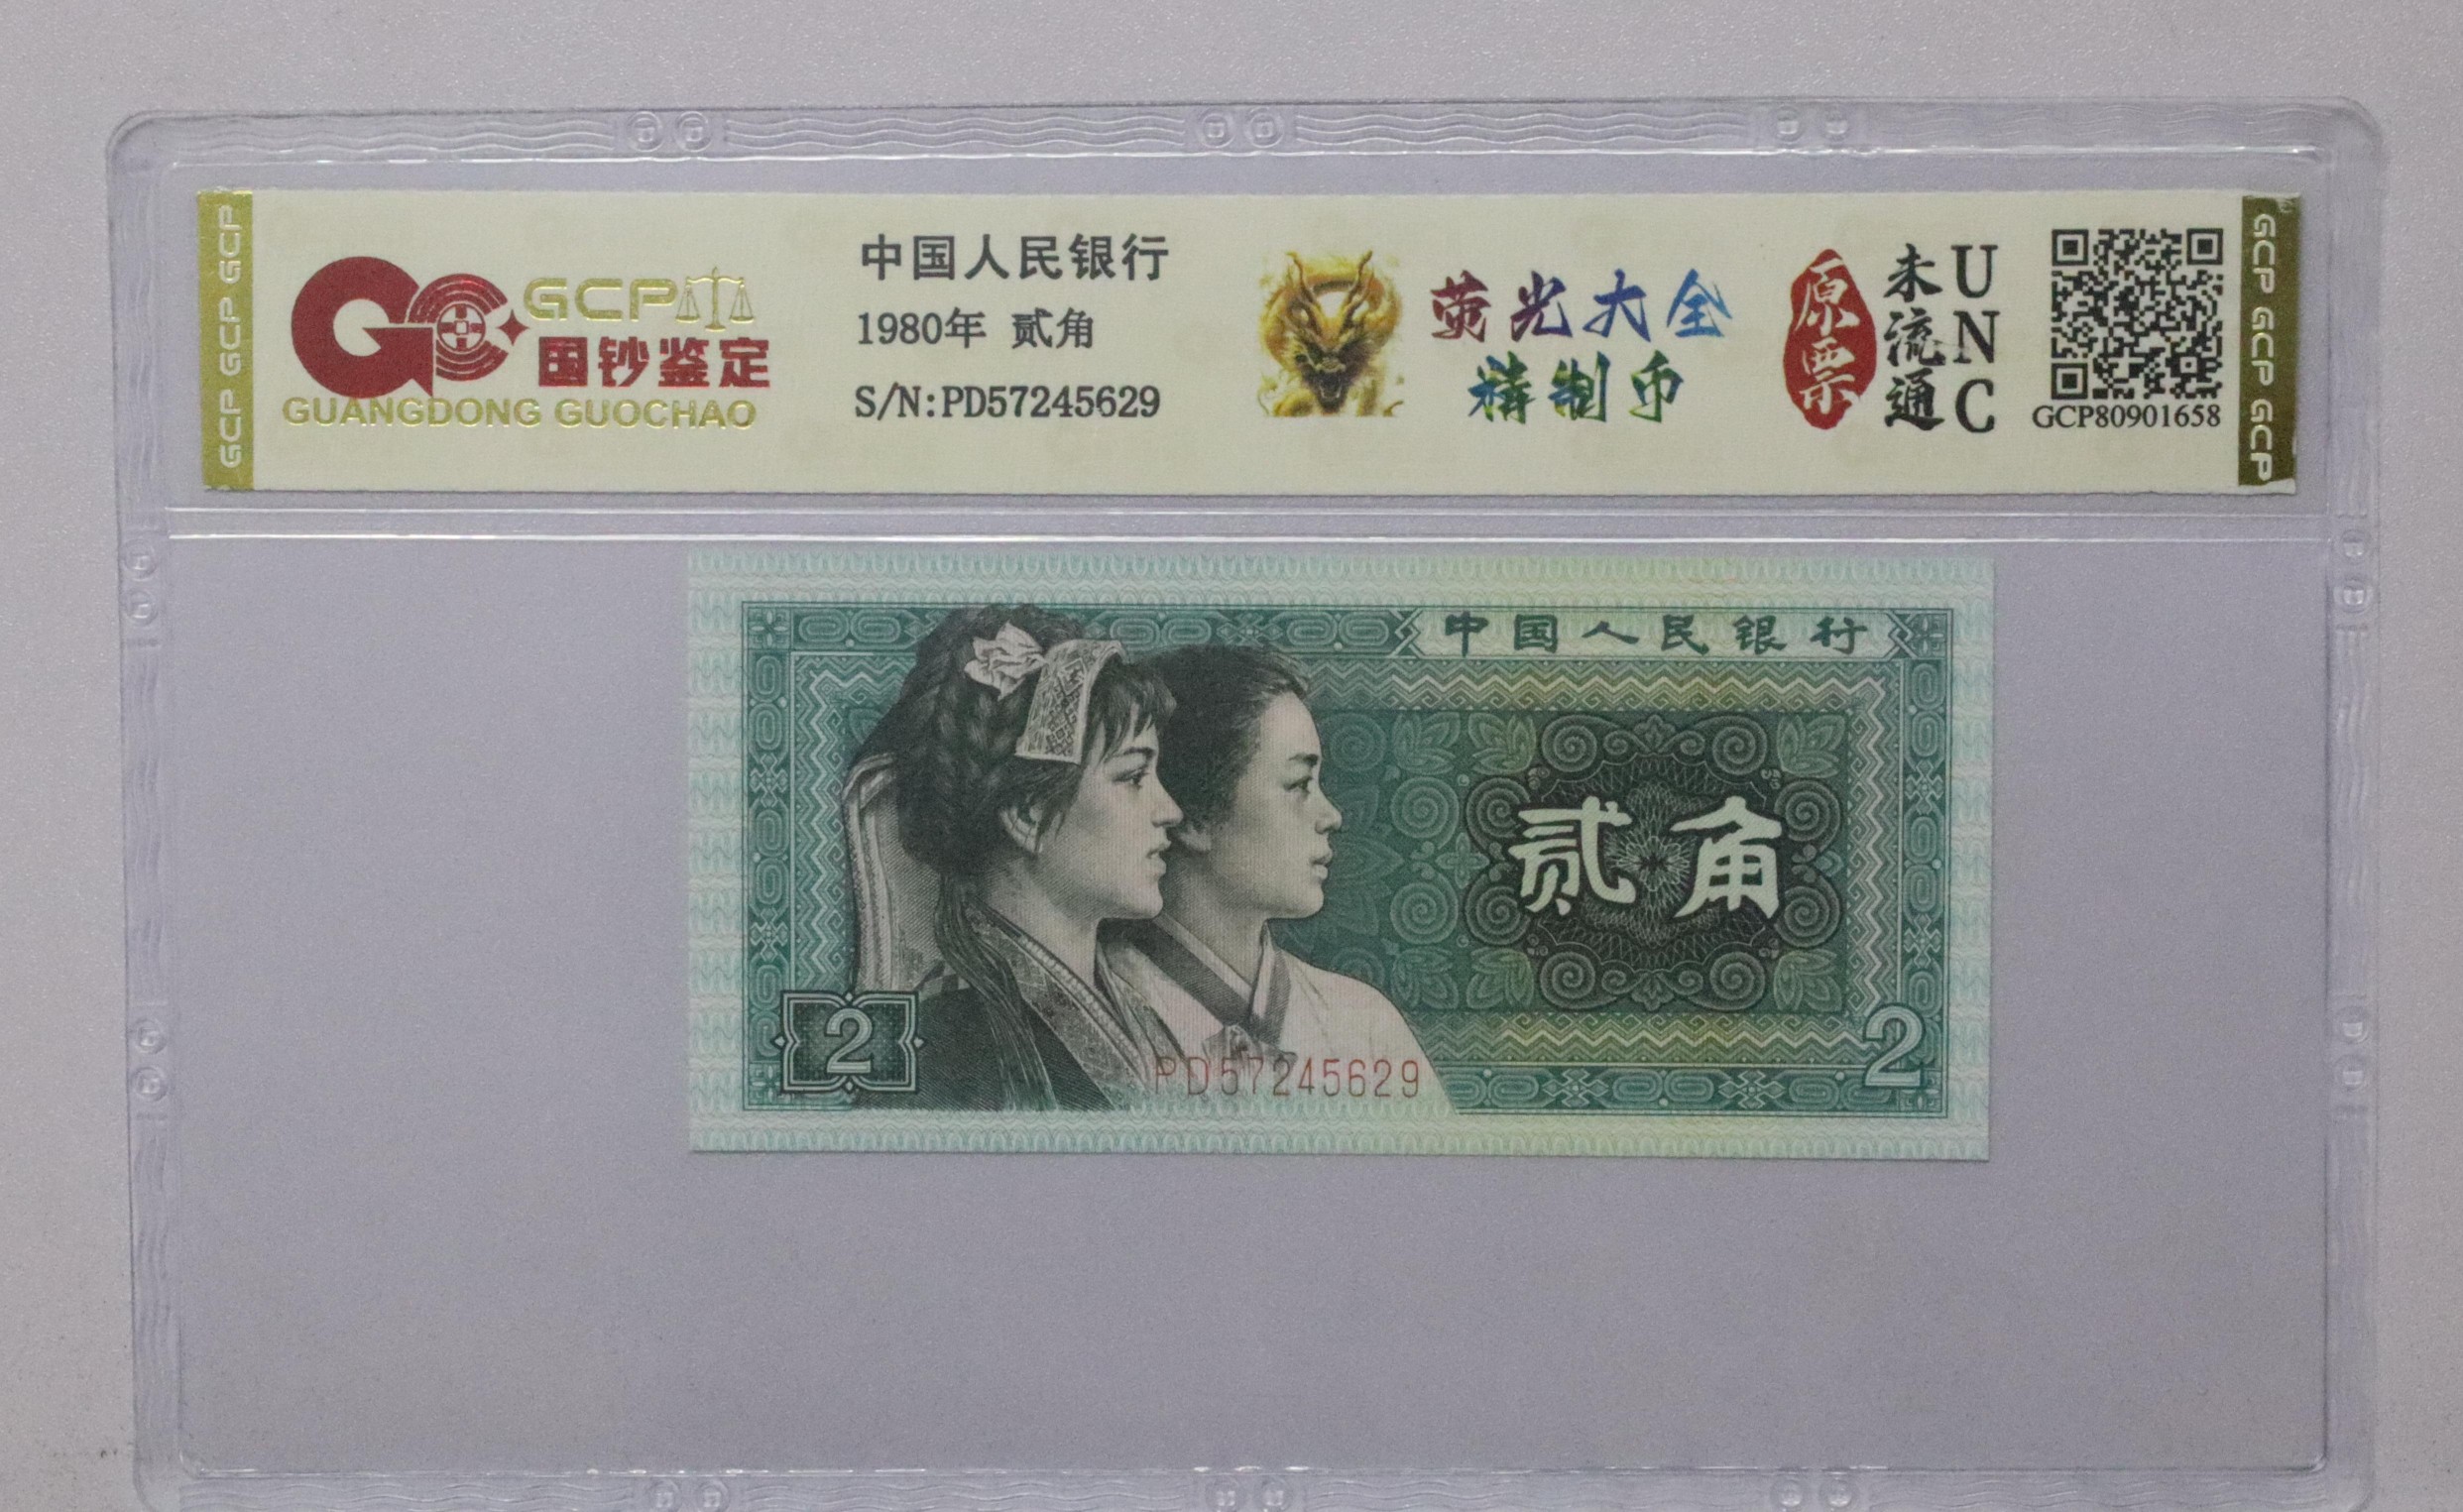 GCP GCP GCP
GCP
国钞鉴定
GUANGDONG GUOCHAO
中国人民银行
1980年 贰角
S/N:PD57245629
荧光大全
精制币
原票
未流通
UNC
GCP80901658
GCP GCP GCP
中国人民银行
贰角
2
2
PD57245629